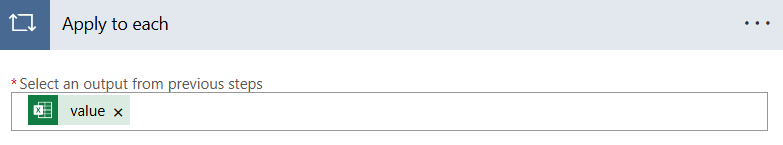 Apply to each
* Select an output from previous steps
value ×